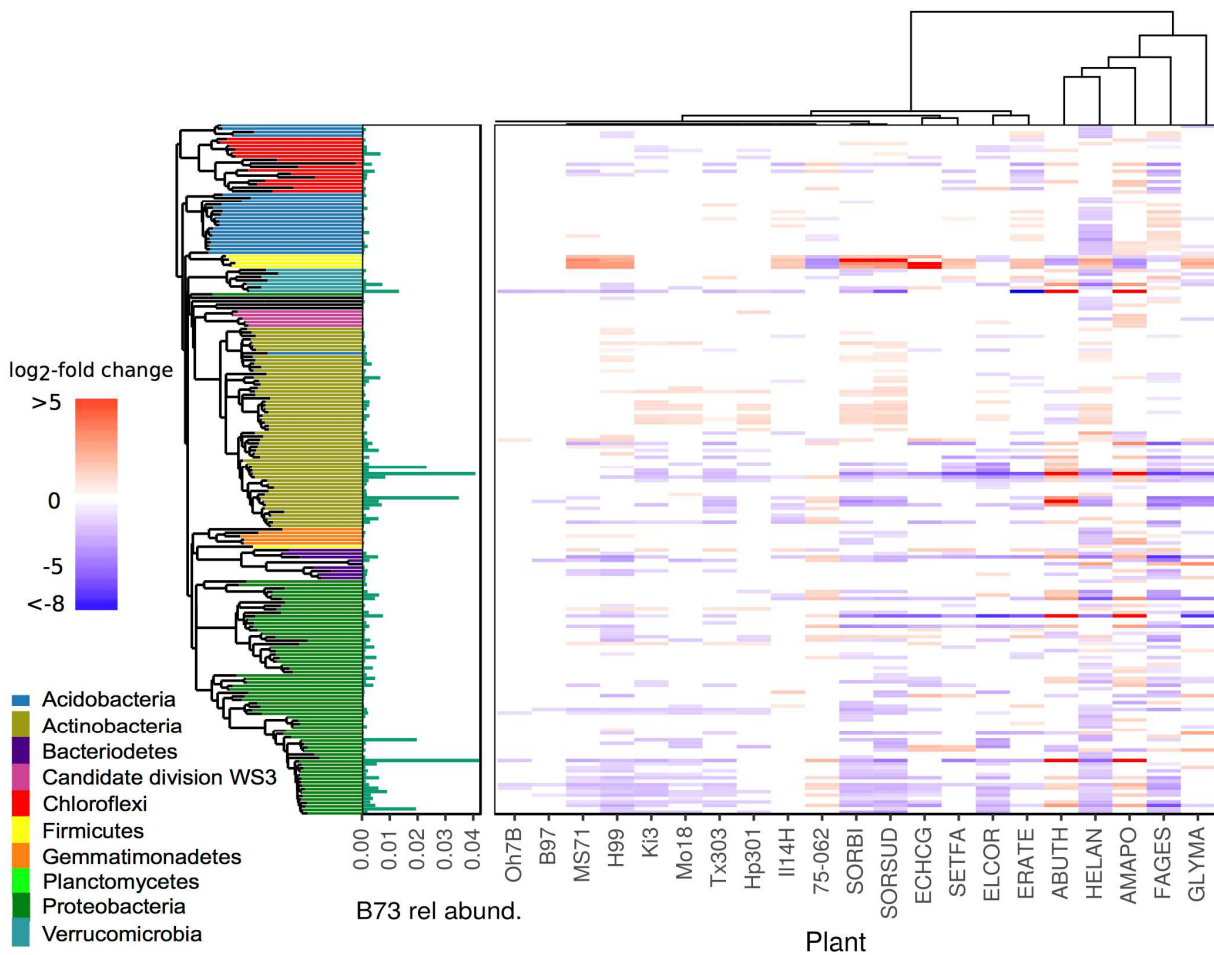 log2-fold change
>5
0
-5
<-8
Acidobacteria
Actinobacteria
Bacteriodetes
Candidate division WS3
Chloroflexi
Firmicutes
Gemmatimonadetes
Planctomycetes
Proteobacteria
Verrucomicrobia
0.00
0.01
0.02
0.03
0.04
B73 rel abund.
Oh7B
B97
MS71
H99
Ki3
Mo18
Tx303
Hp301
Il14H
75-062
SORBI
SORSUD
ECHCG
SETFA
ELCOR
ERATE
ABUTH
HELAN
AMAPO
FAGES
GLYMA
Plant